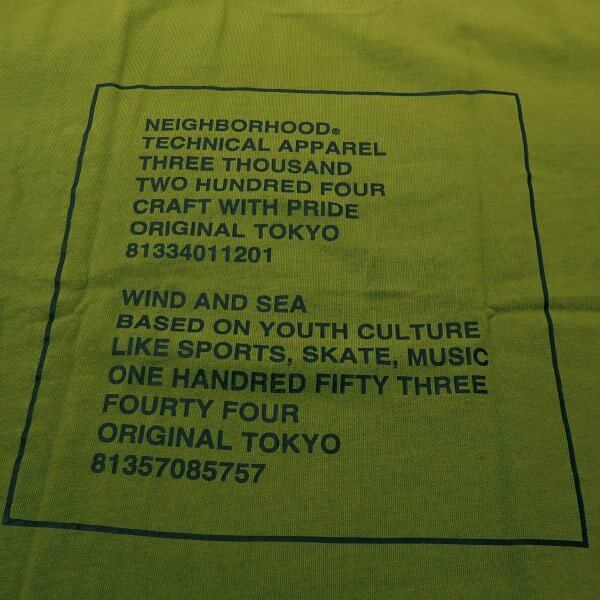 NEIGHBORHOOD®
TECHNICAL APPAREL
THREE THOUSAND
TWO HUNDRED FOUR
CRAFT WITH PRIDE
ORIGINAL TOKYO
81334011201
WIND AND SEA
BASED ON YOUTH CULTURE
LIKE SPORTS, SKATE, MUSIC
ONE HANDRED FIFTY THREE
FOURTY FOUR
ORIGINAL TOKYO
81357085757